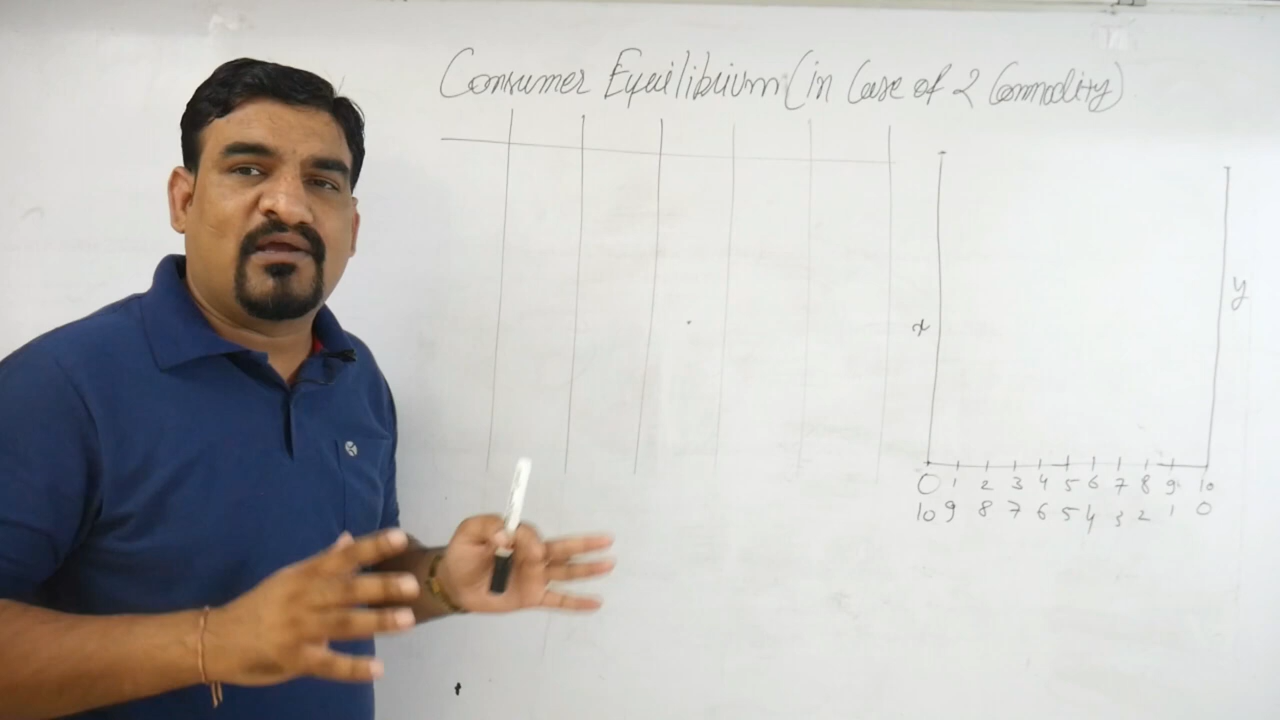 Consumer Equilibrium (in Case of 2 Commodity)
x
y
0 1 2 3 4 5 6 7 8 9 10
10 9 8 7 6 5 4 3 2 1 0